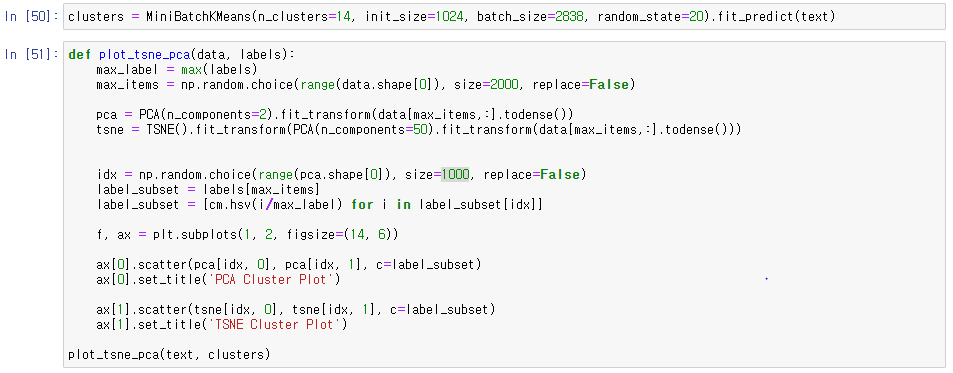 In [50]: clusters = MiniBatchKMeans(n_clusters=14, init_size=1024, batch_size=2838, random_state=20).fit_predict(text)
In [51]: def plot_tsne_pca(data, labels):
    max_label = max(labels)
    max_items = np.random.choice(range(data.shape[0]), size=2000, replace=False)
    pca = PCA(n_components=2).fit_transform(data[max_items,:].todense())
    tsne = TSNE().fit_transform(PCA(n_components=50).fit_transform(data[max_items,:].todense()))
    idx = np.random.choice(range(pca.shape[0]), size=1000, replace=False)
    label_subset = labels[max_items]
    label_subset = [cm.hsv(i/max_label) for i in label_subset[idx]]
    f, ax = plt.subplots(1, 2, figsize=(14, 6))
    ax[0].scatter(pca[idx, 0], pca[idx, 1], c=label_subset)
    ax[0].set_title('PCA Cluster Plot')
    ax[1].scatter(tsne[idx, 0], tsne[idx, 1], c=label_subset)
    ax[1].set_title('TSNE Cluster Plot')
plot_tsne_pca(text, clusters)